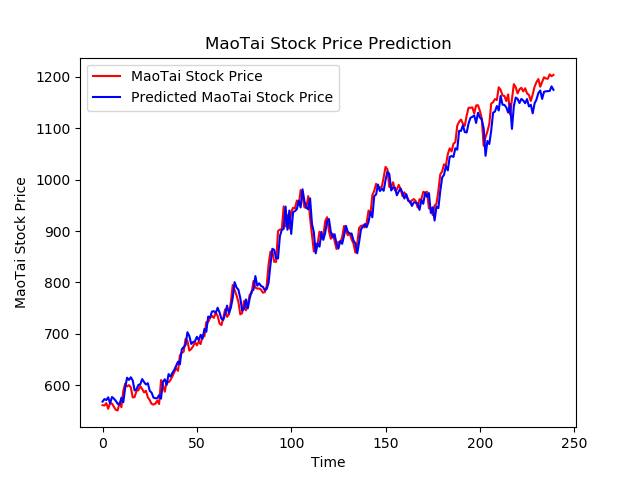 MaoTai Stock Price Prediction
MaoTai Stock Price
Predicted MaoTai Stock Price
1200
1100
1000
900
800
700
600
MaoTai Stock Price
0 50 100 150 200 250
Time